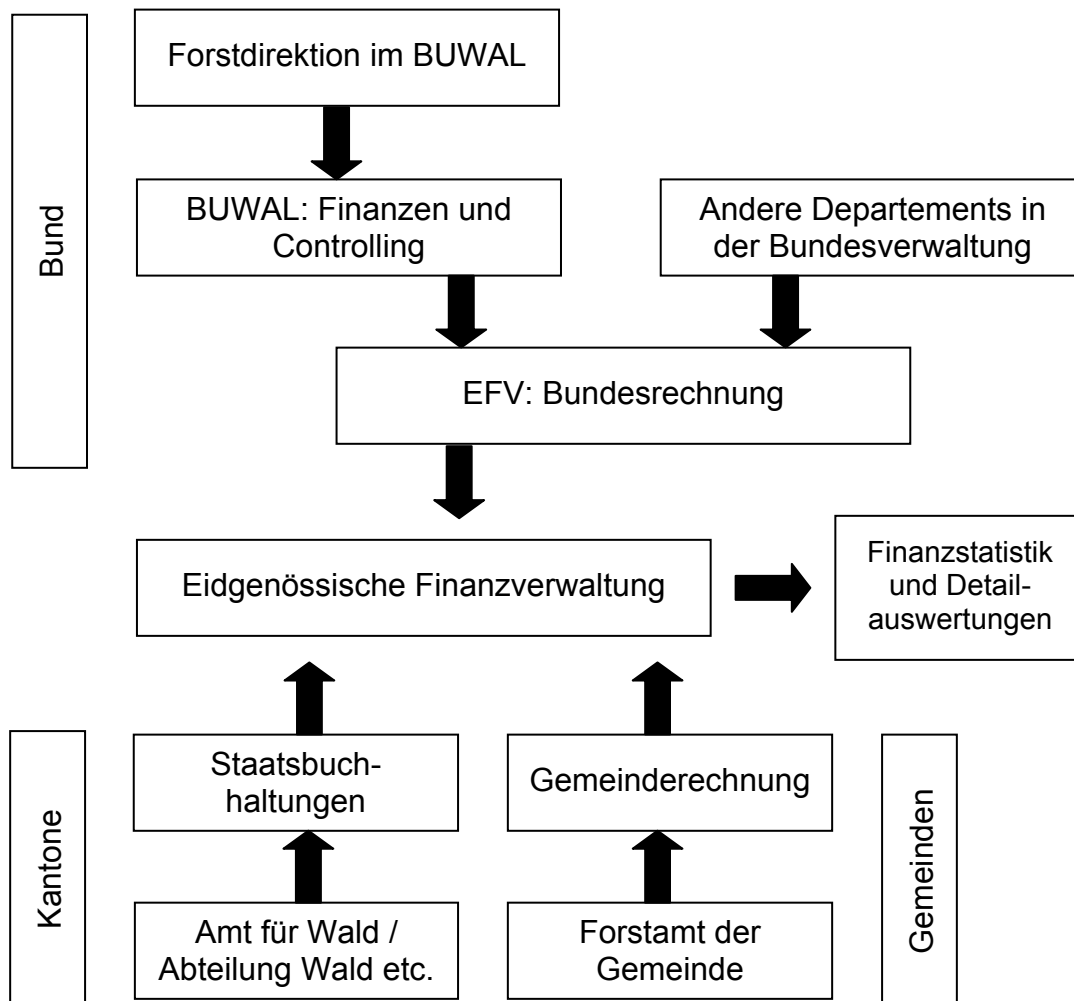 Bund
Forstdirektion im BUWAL
BUWAL: Finanzen und
Controlling
Andere Departements in
der Bundesverwaltung
EFV: Bundesrechnung
Eidgenössische Finanzverwaltung
Finanzstatistik
und Detail-
auswertungen
Kantone
Staatsbuch-
haltungen
Gemeinderechnung
Gemeinden
Amt für Wald /
Abteilung Wald etc.
Forstamt der
Gemeinde